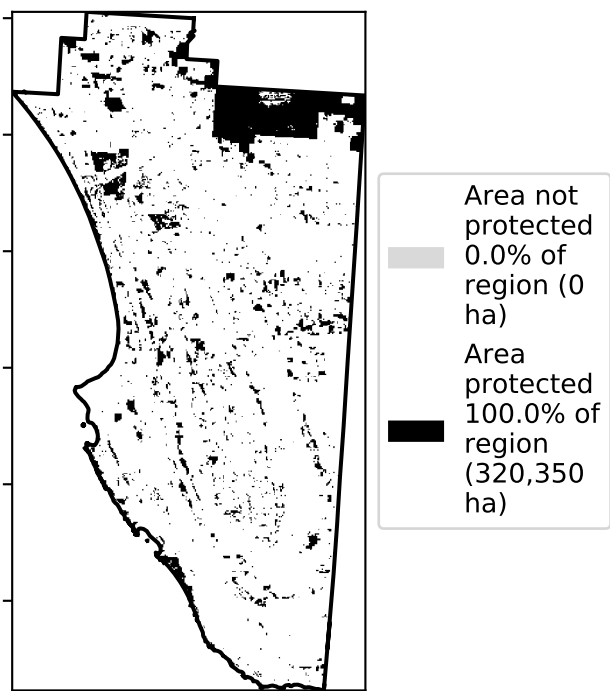 Area not
protected
0.0% of
region (0
ha)
Area
protected
100.0% of
region
(320,350
ha)